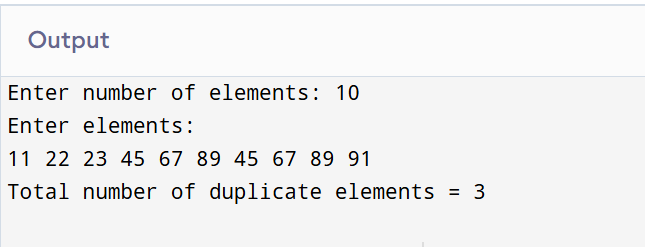 Output
Enter number of elements: 10
Enter elements:
11 22 23 45 67 89 45 67 89 91
Total number of duplicate elements = 3